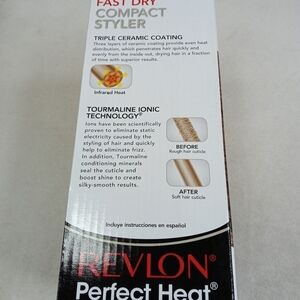 FAST DRY
COMPACT
STYLER
TRIPLE CERAMIC COATING
Three layers of ceramic coating provide even heat
distribution, which penetrates hair quickly and
evenly from the inside out, drying hair in a fraction
of time with superior results.
Infrared Heat
TOURMALINE IONIC
TECHNOLOGY®
Ions have been scientifically
proven to eliminate static
electricity caused by the
styling of hair and quickly
help to eliminate frizz.
In addition, Tourmaline
conditioning minerals
seal the cuticle and
boost shine to create
silky-smooth results.
BEFORE
Rough hair cuticle
AFTER
Soft hair cuticle
Incluye instrucciones en español
REVLON
Perfect Heat®